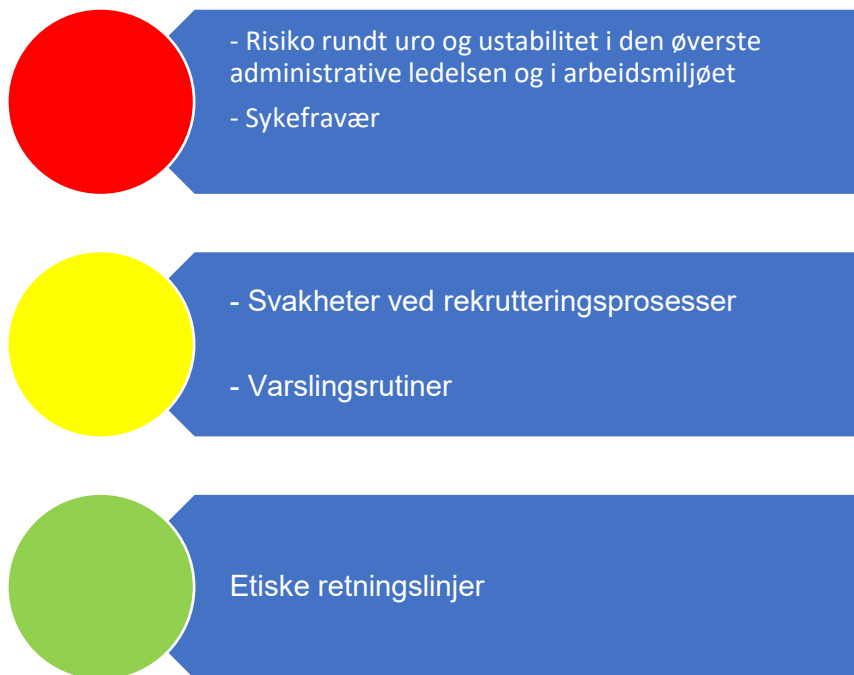 - Risiko rundt uro og ustabilitet i den øverste
administrative ledelsen og i arbeidsmiljøet
- Sykefravær
- Svakheter ved rekrutteringsprosesser
- Varslingsrutiner
Etiske retningslinjer